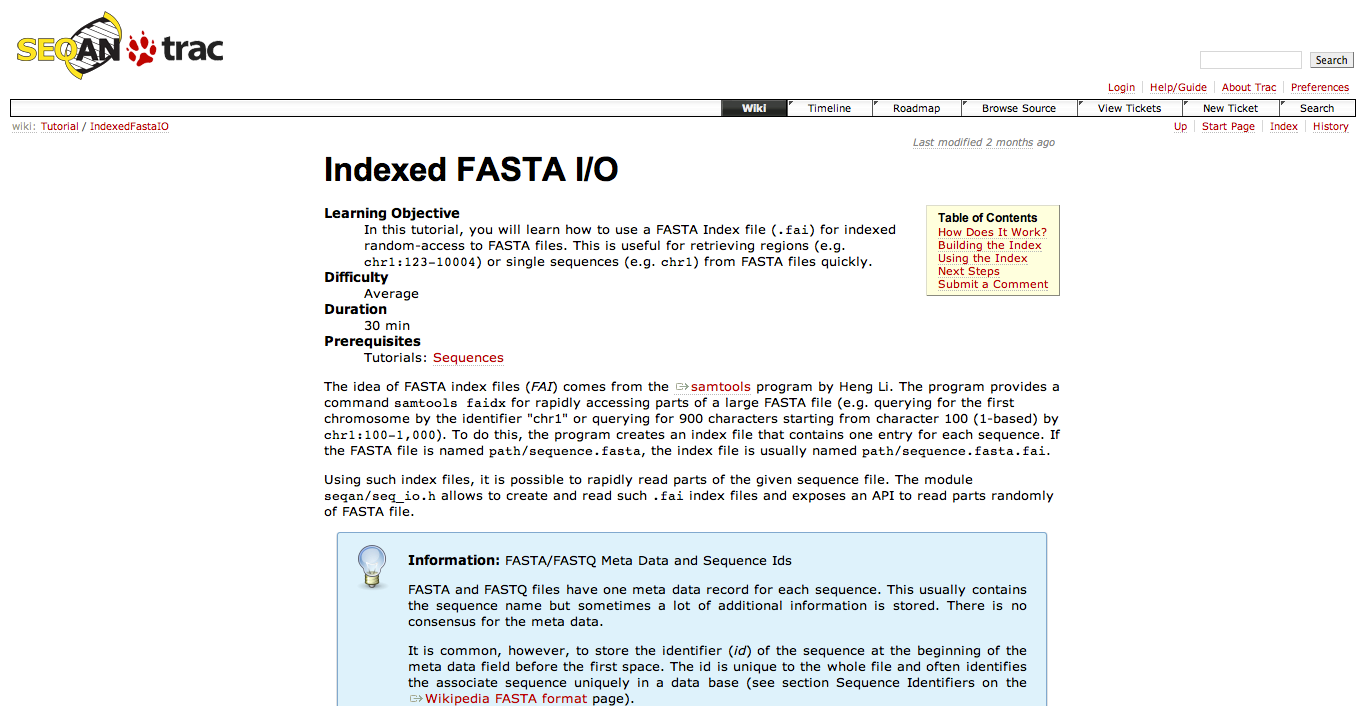 SEQAN trac
Search
Login Help/Guide About Trac Preferences
Wiki Timeline Roadmap Browse Source View Tickets New Ticket Search
wiki: Tutorial / IndexedFastaIO
Up Start Page Index History
Last modified 2 months ago
Indexed FASTA I/O
Learning Objective
In this tutorial, you will learn how to use a FASTA Index file (.fai) for indexed
random-access to FASTA files. This is useful for retrieving regions (e.g.
chr1:123-10004) or single sequences (e.g. chr1) from FASTA files quickly.
Difficulty
Average
Duration
30 min
Prerequisites
Tutorials: Sequences
Table of Contents
How Does It Work?
Building the Index
Using the Index
Next Steps
Submit a Comment
The idea of FASTA index files (FAI) comes from the samtools program by Heng Li. The program provides a
command samtools faidx for rapidly accessing parts of a large FASTA file (e.g. querying for the first
chromosome by the identifier "chr1" or querying for 900 characters starting from character 100 (1-based) by
chr1:100-1,000). To do this, the program creates an index file that contains one entry for each sequence. If
the FASTA file is named path/sequence.fasta, the index file is usually named path/sequence.fasta.fai.
Using such index files, it is possible to rapidly read parts of the given sequence file. The module
seqan/seq_io.h allows to create and read such .fai index files and exposes an API to read parts randomly
of FASTA file.
Information: FASTA/FASTQ Meta Data and Sequence Ids
FASTA and FASTQ files have one meta data record for each sequence. This usually contains
the sequence name but sometimes a lot of additional information is stored. There is no
consensus for the meta data.
It is common, however, to store the identifier (id) of the sequence at the beginning of the
meta data field before the first space. The id is unique to the whole file and often identifies
the associate sequence uniquely in a data base (see section Sequence Identifiers on the
Wikipedia FASTA format page).